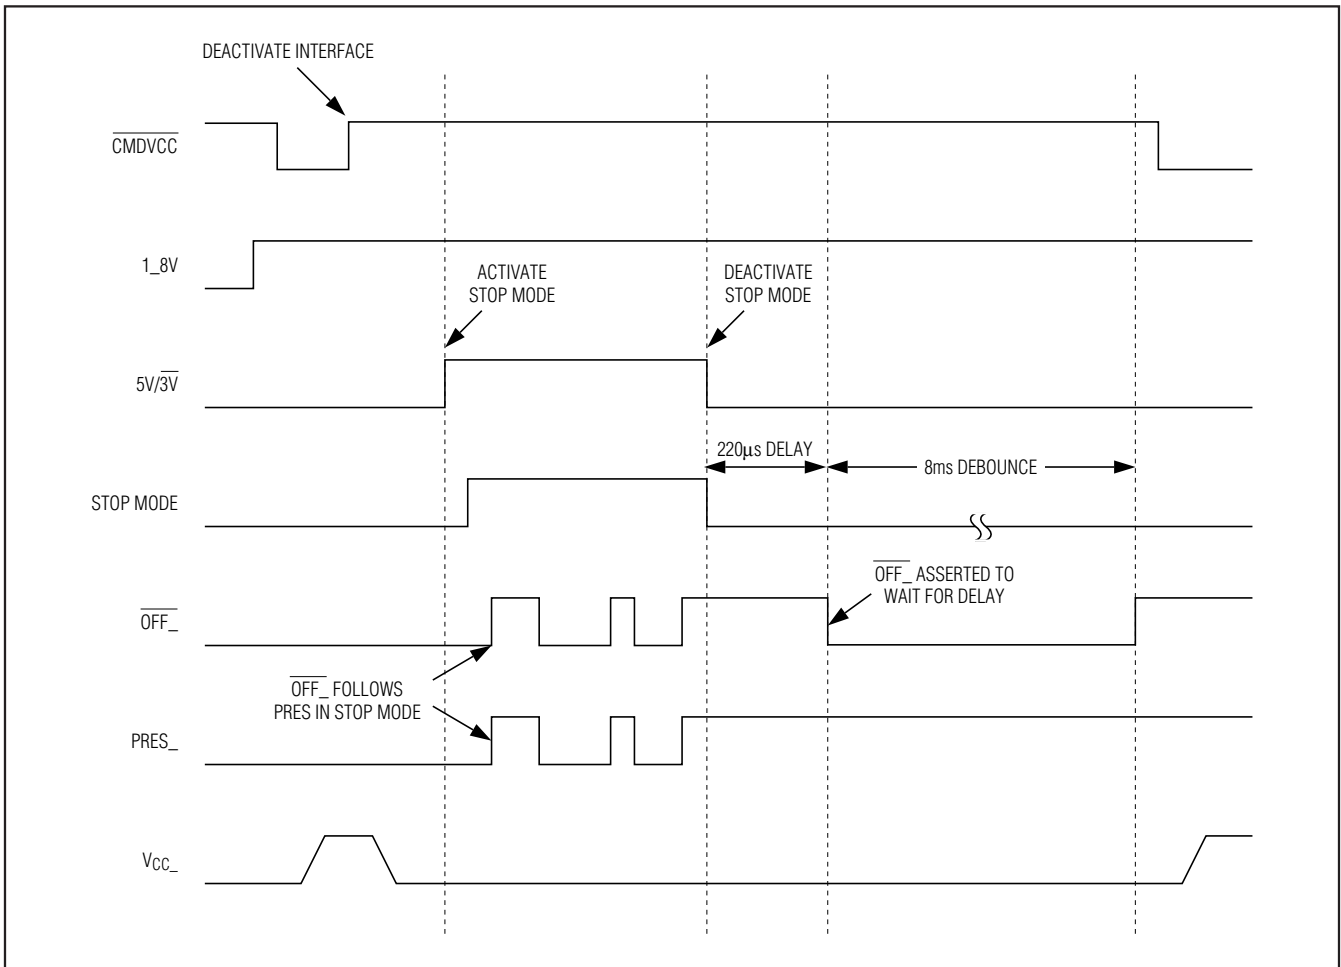 DEACTIVATE INTERFACE
CMDVCC
1_8V
ACTIVATE
STOP MODE
DEACTIVATE
STOP MODE
5V/3V
220µs DELAY
8ms DEBOUNCE
STOP MODE
OFF_ ASSERTED TO
WAIT FOR DELAY
OFF_
OFF_ FOLLOWS
PRES IN STOP MODE
PRES_
VCC_